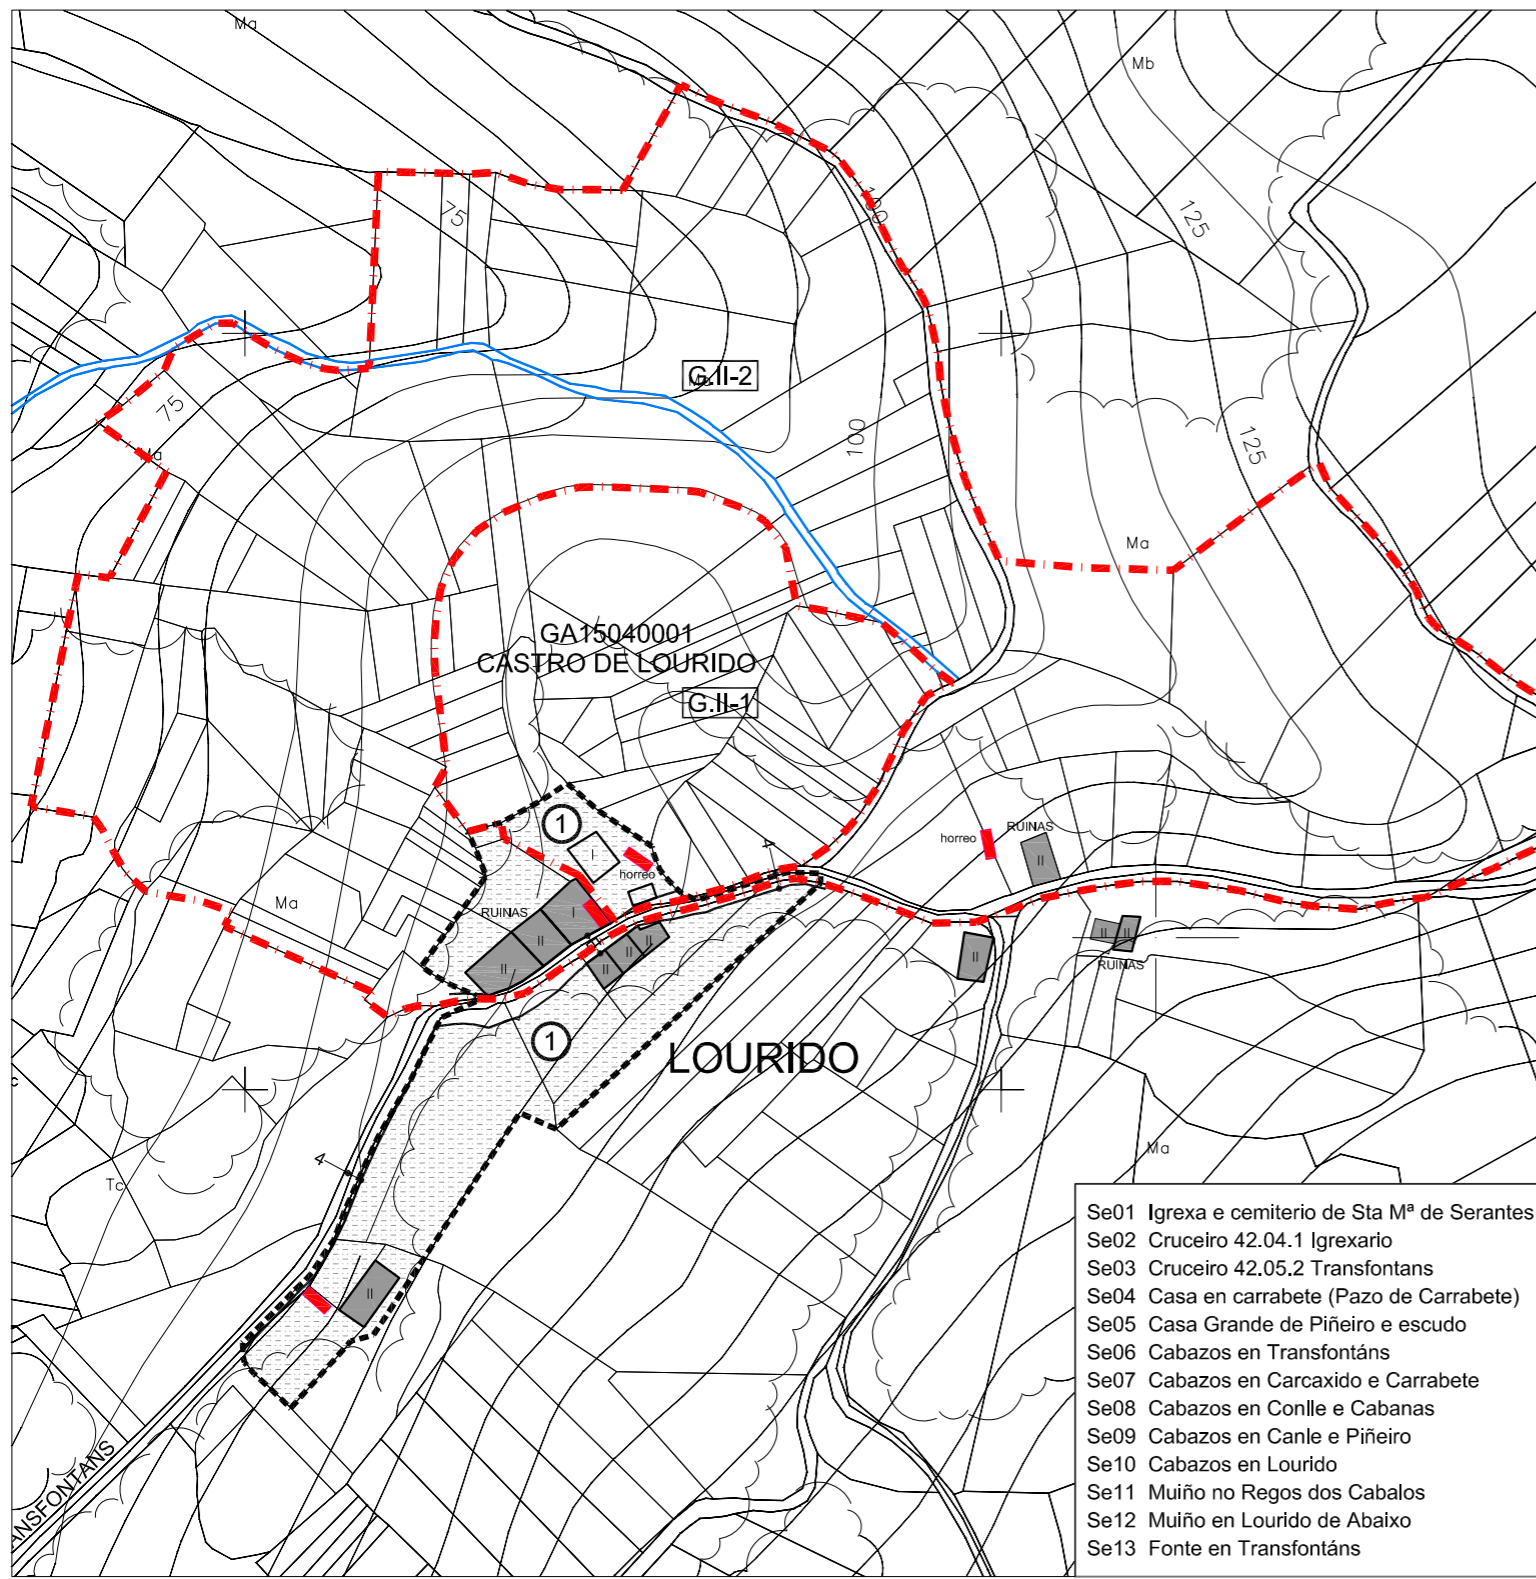 Ma
Mb
75
100
125
G.II-2
75
100
125
Ma
Ma
GA15040001
CASTRO DE LOURIDO
G.II-1
1
I
horreo
4
horreo
RUINAS
II
Ma
RUINAS
I
II
II
II
II
II
II
II
II
RUINAS
1
LOURIDO
4
Tc
Ma
II
ANSFONTANS
Se01 Igrexa e cemiterio de Sta Mª de Serantes
Se02 Cruceiro 42.04.1 Igrexario
Se03 Cruceiro 42.05.2 Transfontans
Se04 Casa en carrabete (Pazo de Carrabete)
Se05 Casa Grande de Piñeiro e escudo
Se06 Cabazos en Transfontáns
Se07 Cabazos en Carcaxido e Carrabete
Se08 Cabazos en Conlle e Cabanas
Se09 Cabazos en Canle e Piñeiro
Se10 Cabazos en Lourido
Se11 Muiño no Regos dos Cabalos
Se12 Muiño en Lourido de Abaixo
Se13 Fonte en Transfontáns